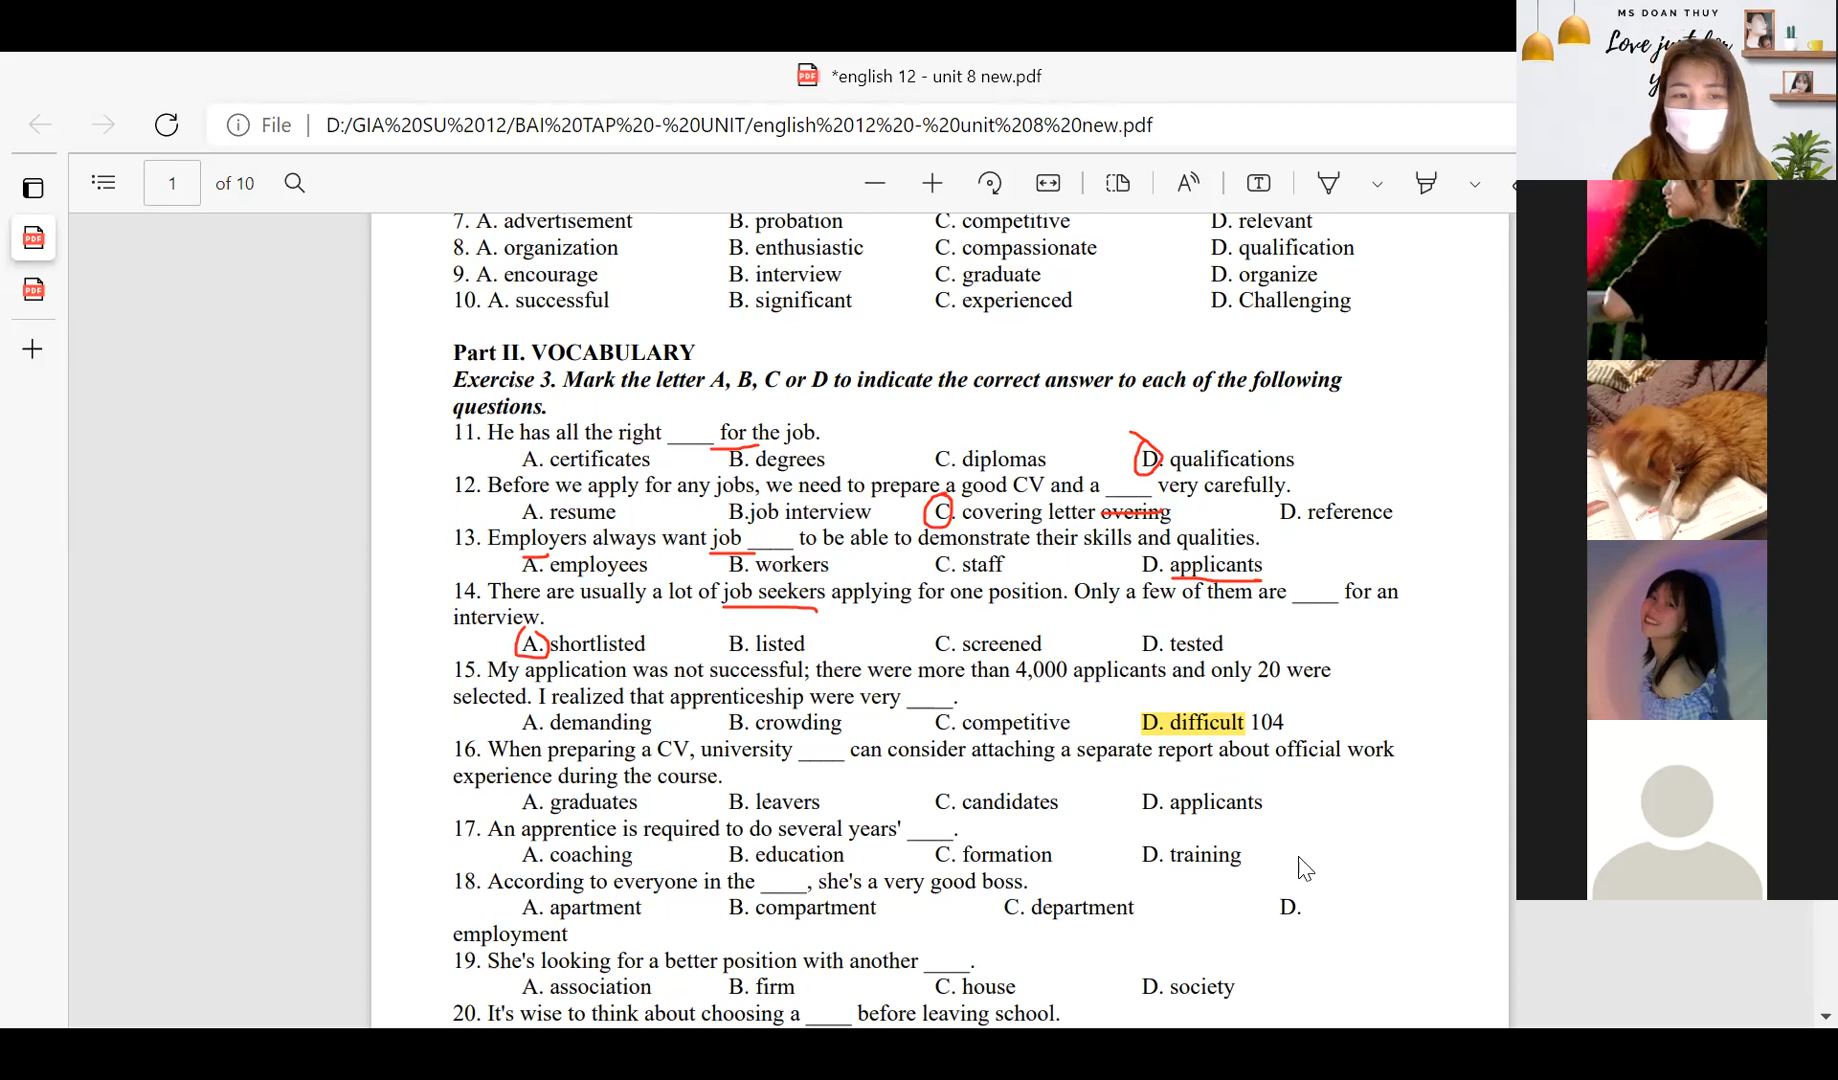 MS DOAN THUY
Love just for
y
*english 12 - unit 8 new.pdf
File D:/GIA%20SU%2012/BAI%20TAP%20-%20UNIT/english%2012%20-%20unit%208%20new.pdf
1 of 10
7. A. advertisement B. probation C. competitive D. relevant
8. A. organization B. enthusiastic C. compassionate D. qualification
9. A. encourage B. interview C. graduate D. organize
10. A. successful B. significant C. experienced D. Challenging
Part II. VOCABULARY
Exercise 3. Mark the letter A, B, C or D to indicate the correct answer to each of the following
questions.
11. He has all the right ____ for the job.
A. certificates B. degrees C. diplomas D. qualifications
12. Before we apply for any jobs, we need to prepare a good CV and a ____ very carefully.
A. resume B.job interview C. covering letter overing D. reference
13. Employers always want job ____ to be able to demonstrate their skills and qualities.
A. employees B. workers C. staff D. applicants
14. There are usually a lot of job seekers applying for one position. Only a few of them are ____ for an
interview.
A. shortlisted B. listed C. screened D. tested
15. My application was not successful; there were more than 4,000 applicants and only 20 were
selected. I realized that apprenticeship were very ____.
A. demanding B. crowding C. competitive D. difficult 104
16. When preparing a CV, university ____ can consider attaching a separate report about official work
experience during the course.
A. graduates B. leavers C. candidates D. applicants
17. An apprentice is required to do several years' ____.
A. coaching B. education C. formation D. training
18. According to everyone in the ____, she's a very good boss.
A. apartment B. compartment C. department D.
employment
19. She's looking for a better position with another ____.
A. association B. firm C. house D. society
20. It's wise to think about choosing a ____ before leaving school.